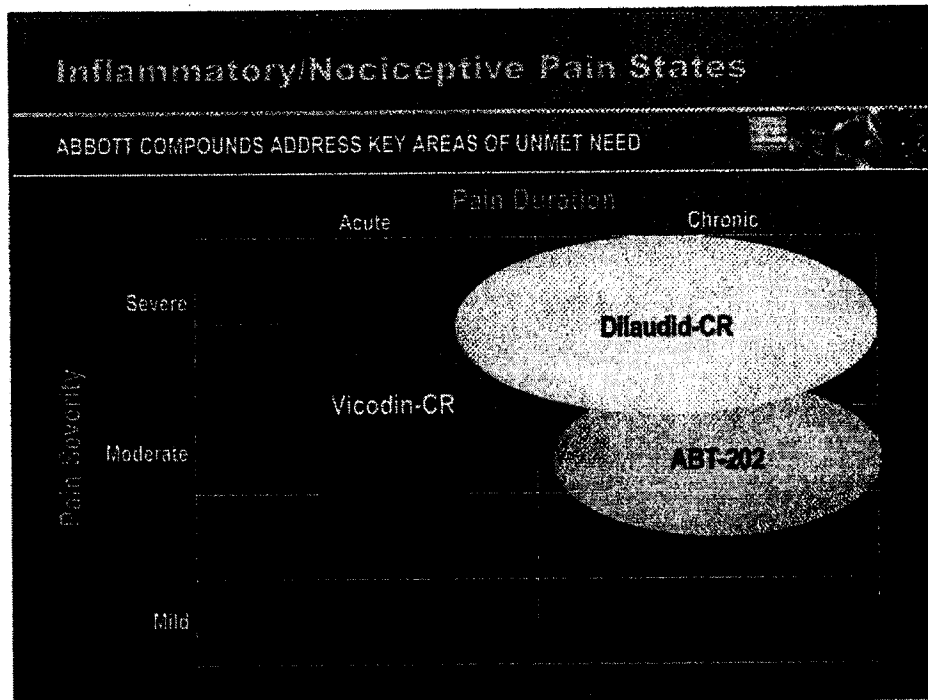 Inflammatory/Nociceptive Pain States
ABBOTT COMPOUNDS ADDRESS KEY AREAS OF UNMET NEED
Pain Duration
Acute
Chronic
Severe
Dilaudid-CR
Vicodin-CR
Pain Severity
Moderate
ABT-202
Mild